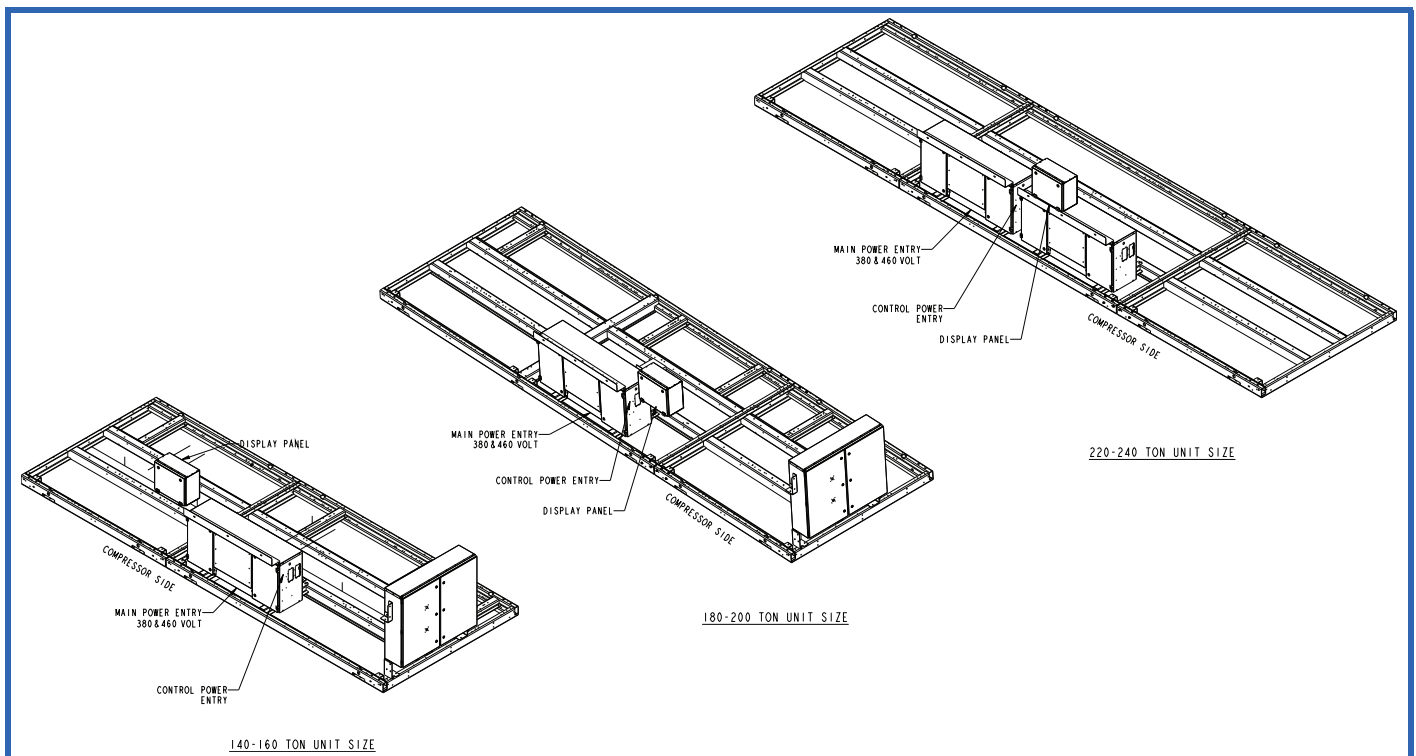 MAIN POWER ENTRY
380 & 460 VOLT
CONTROL POWER
ENTRY
DISPLAY PANEL
COMPRESSOR SIDE
220-240 TON UNIT SIZE
MAIN POWER ENTRY
380 & 460 VOLT
CONTROL POWER ENTRY
DISPLAY PANEL
COMPRESSOR SIDE
180-200 TON UNIT SIZE
DISPLAY PANEL
COMPRESSOR SIDE
MAIN POWER ENTRY
380 & 460 VOLT
CONTROL POWER
ENTRY
140-160 TON UNIT SIZE